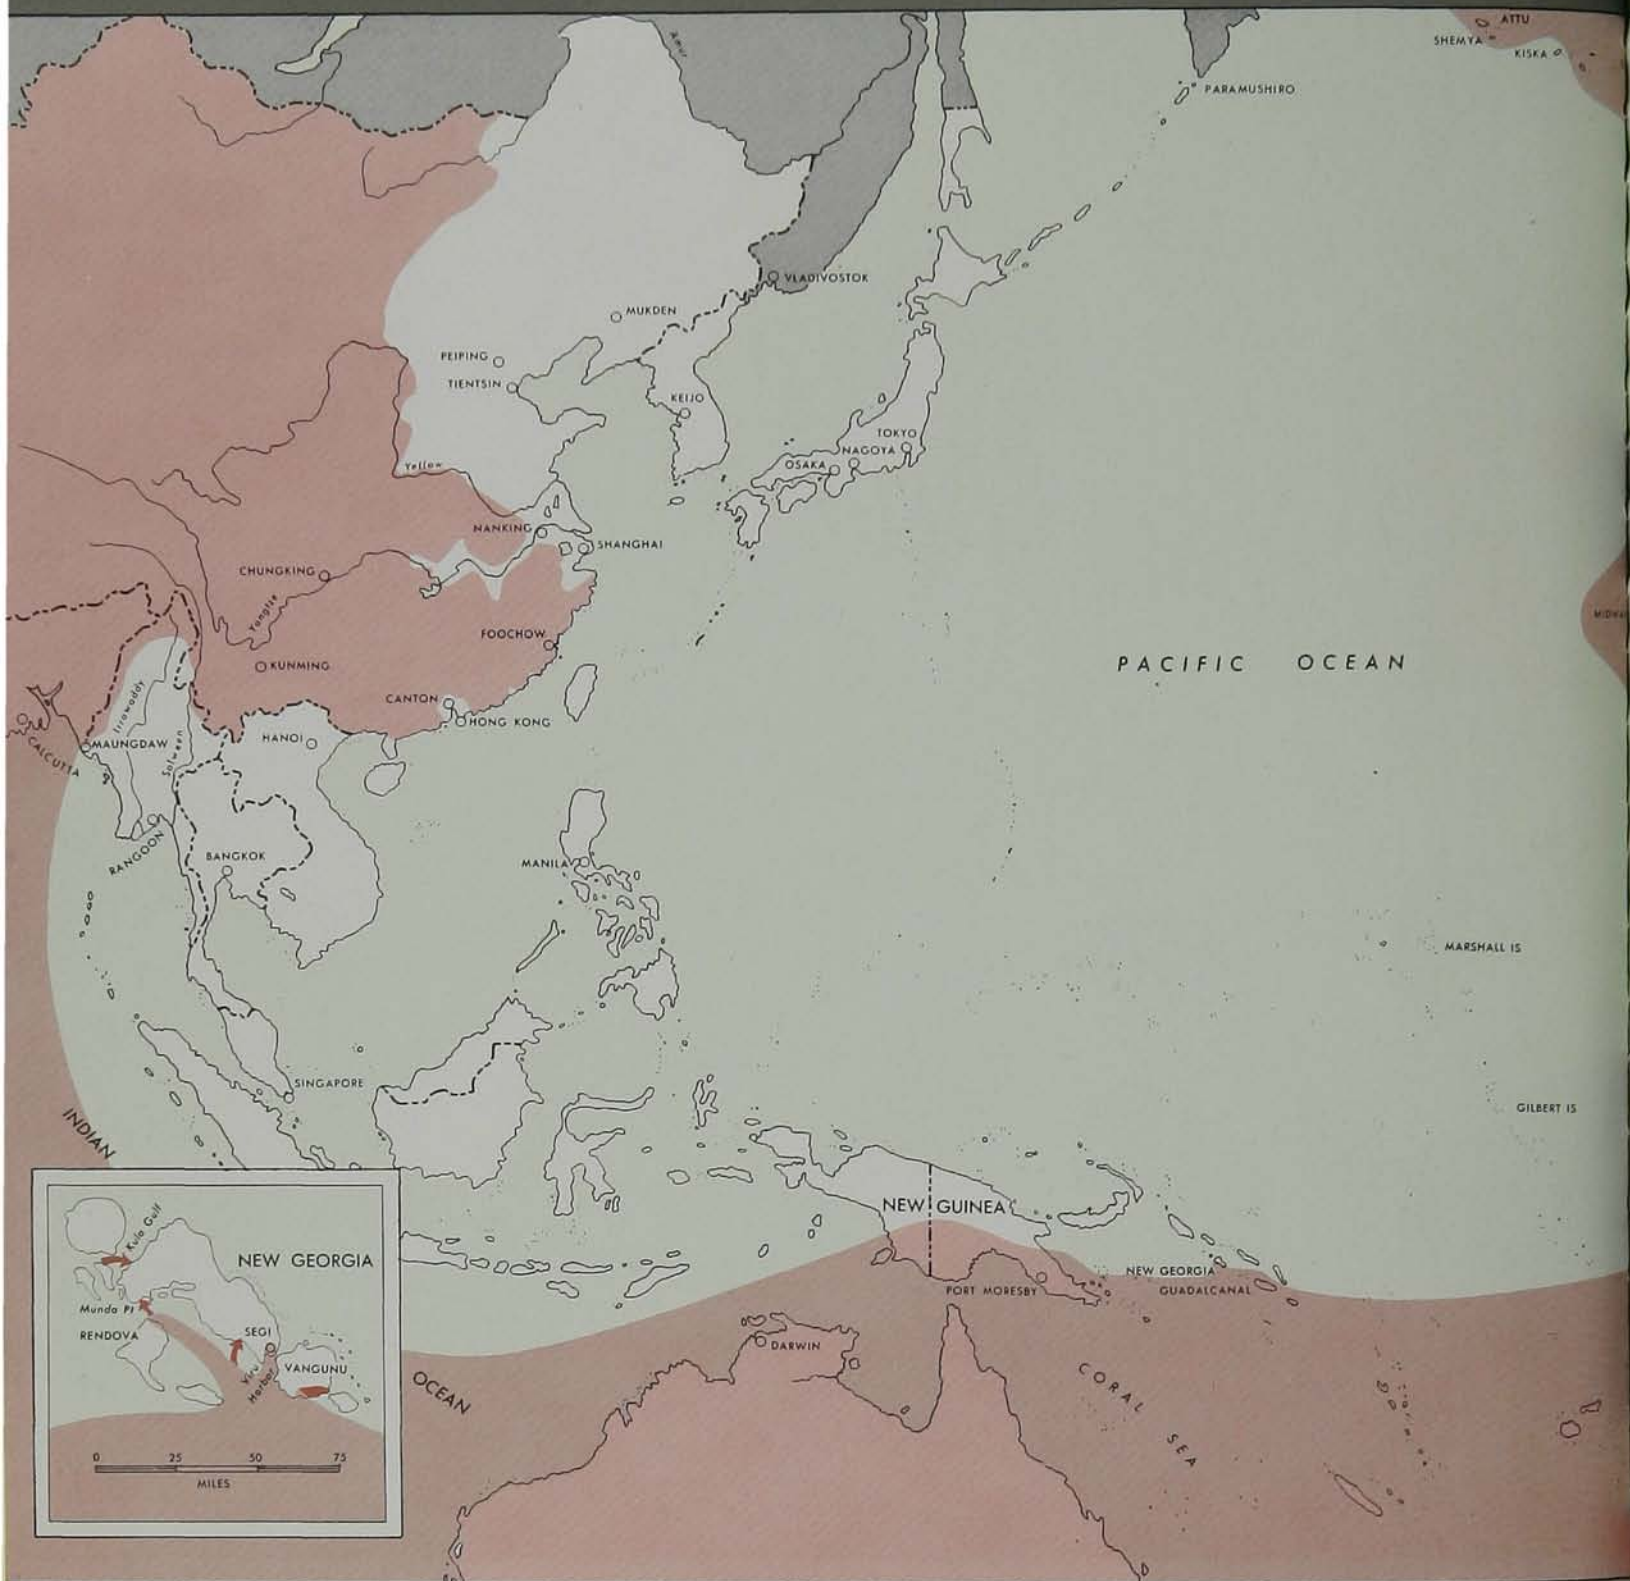 ATTU
SHEMYA
KISKA
Amur
PARAMUSHIRO
VLADIVOSTOK
MUKDEN
PEIPING
TIENTSIN
KEIJO
TOKYO
NAGOYA
OSAKA
Yellow
NANKING
SHANGHAI
CHUNGKING
Yangtze
FOOCHOW
KUNMING
PACIFIC OCEAN
CANTON
HONG KONG
Irrawaddy
HANOI
MAUNGDAW
Salween
CALCUTTA
RANGOON
BANGKOK
MANILA
MARSHALL IS
SINGAPORE
GILBERT IS
INDIAN
NEW GUINEA
NEW GEORGIA
PORT MORESBY
GUADALCANAL
DARWIN
OCEAN
CORAL SEA
Kula Gulf
NEW GEORGIA
Munda Pt
RENDOVA
SEGI
Viru
Harbor
VANGUNU
0 25 50 75
MILES